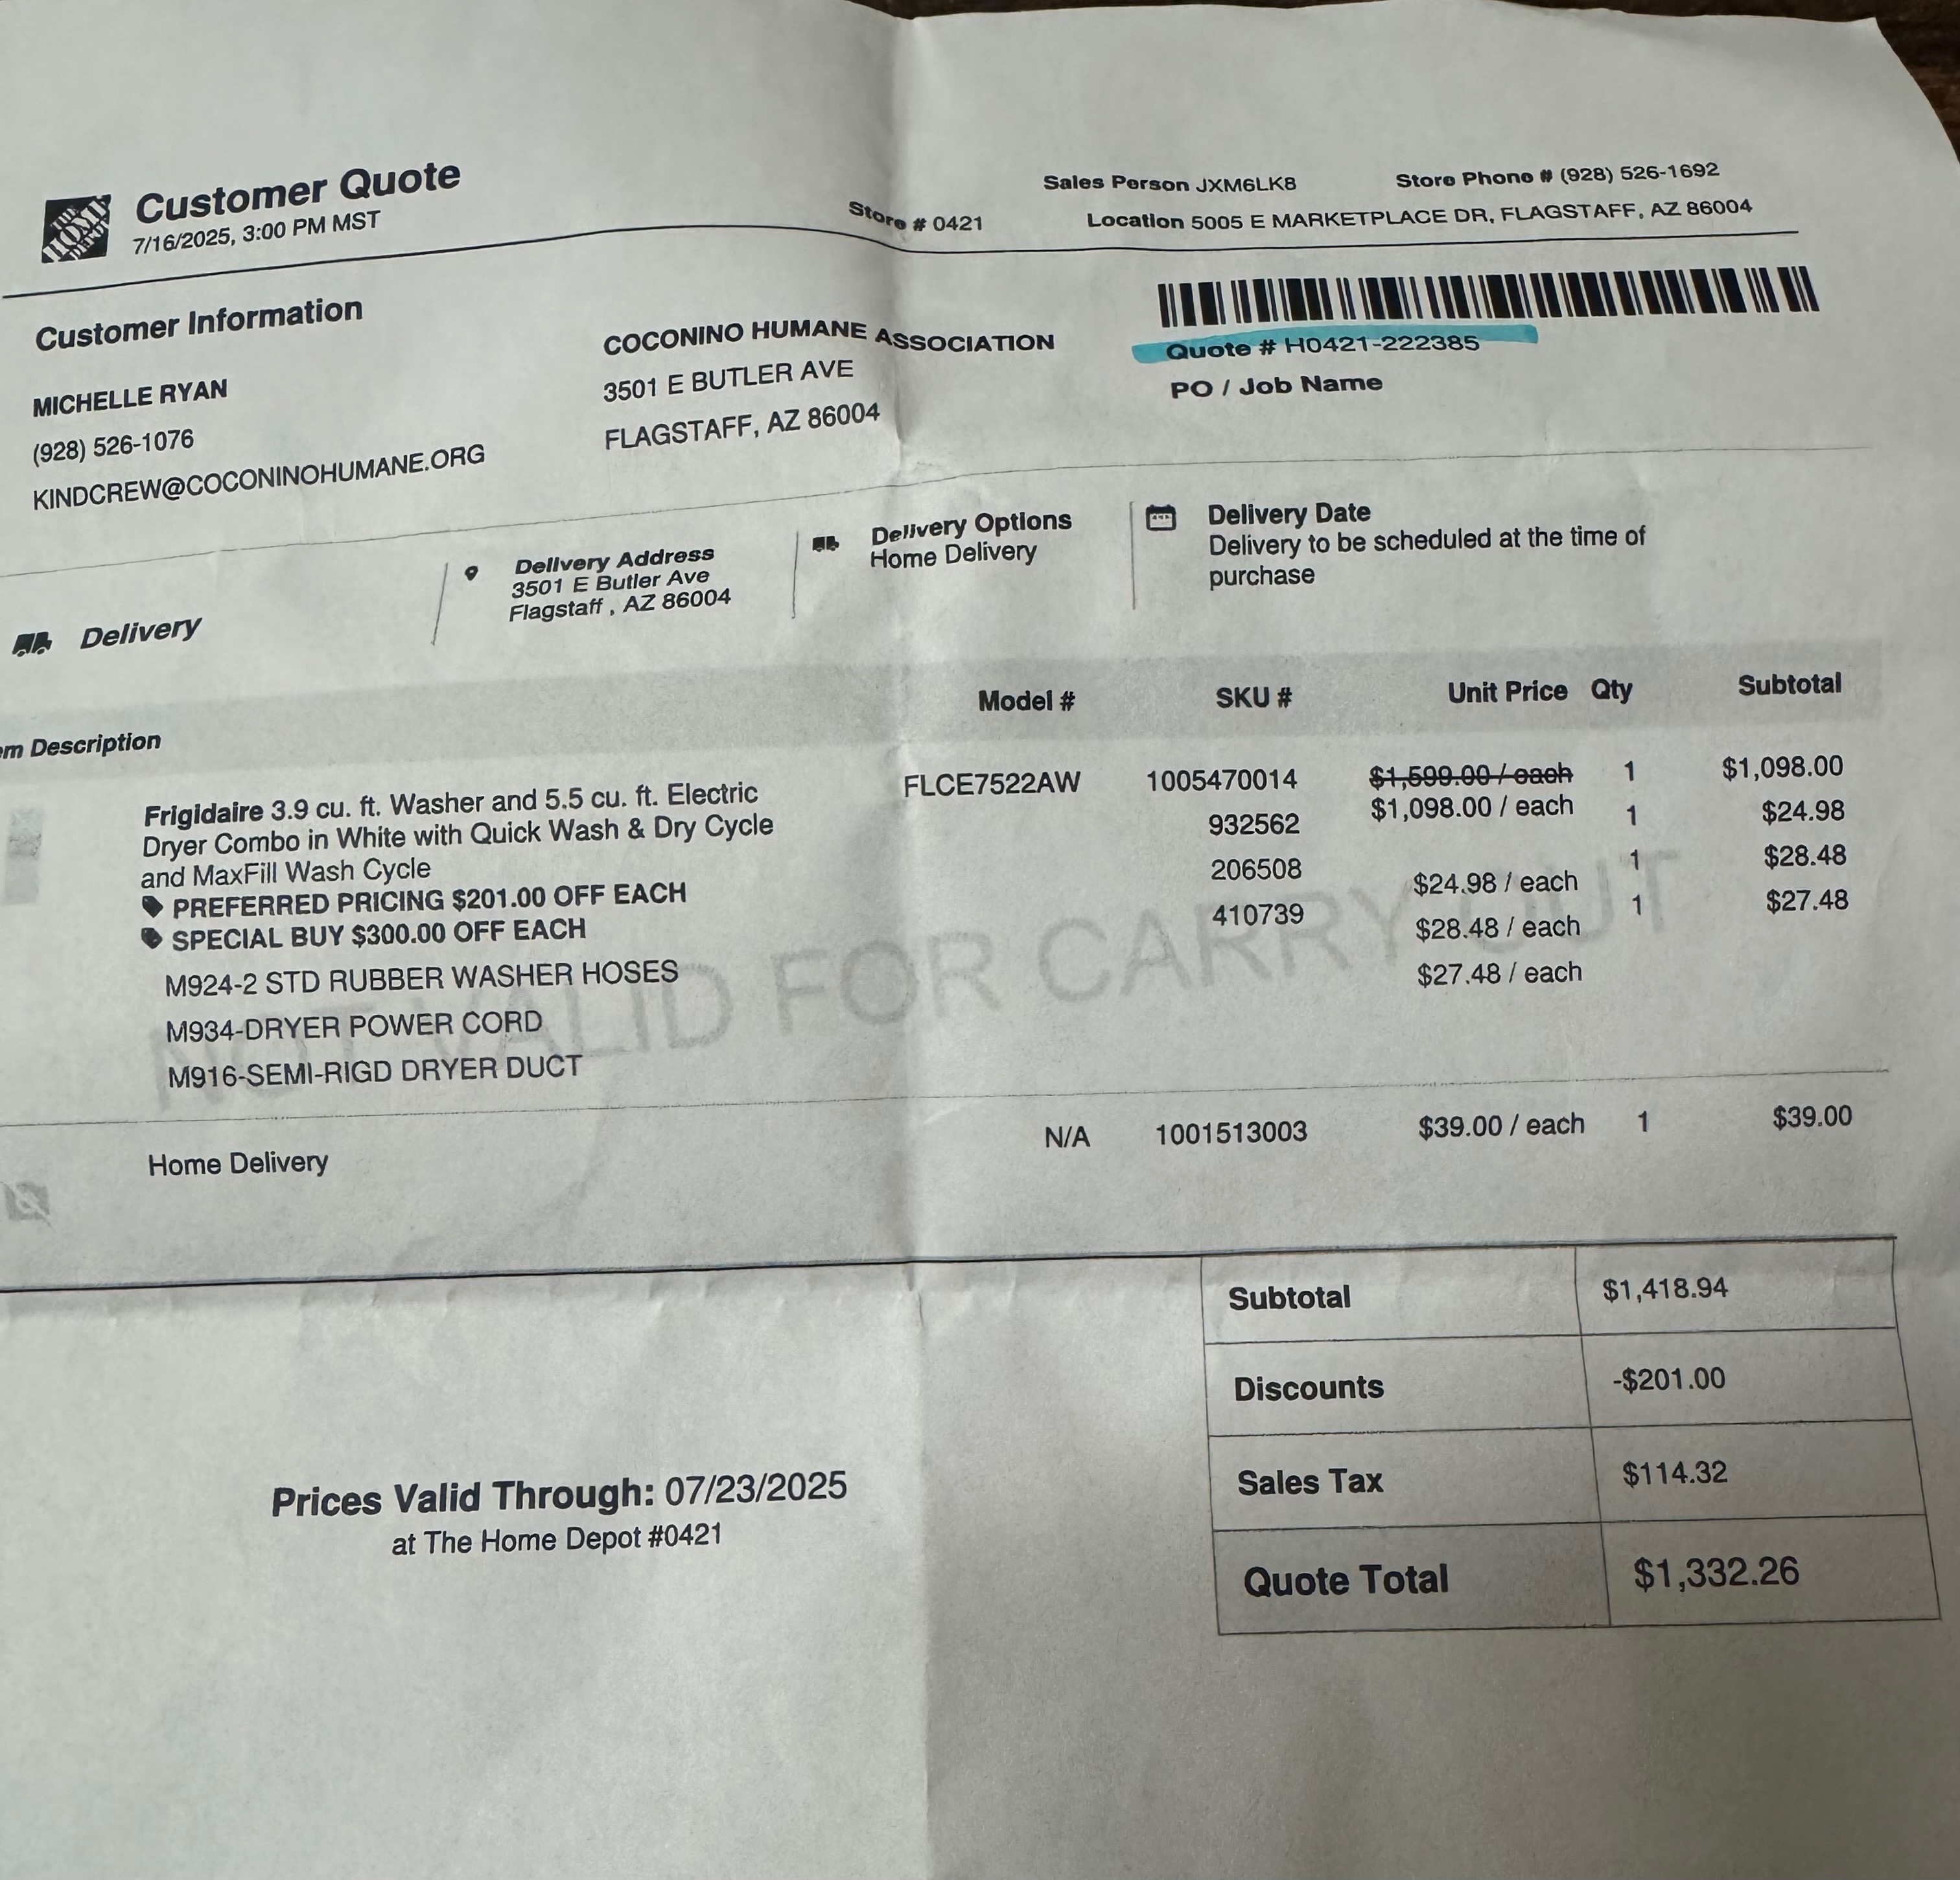 THE HOME DEPOT
Customer Quote
7/16/2025, 3:00 PM MST
Store # 0421
Sales Person JXM6LK8
Store Phone # (928) 526-1692
Location 5005 E MARKETPLACE DR, FLAGSTAFF, AZ 86004
Customer Information
MICHELLE RYAN
(928) 526-1076
KINDCREW@COCONINOHUMANE.ORG
COCONINO HUMANE ASSOCIATION
3501 E BUTLER AVE
FLAGSTAFF, AZ 86004
Quote # H0421-222385
PO / Job Name
Delivery
Delivery Address
3501 E Butler Ave
Flagstaff , AZ 86004
Delivery Options
Home Delivery
Delivery Date
Delivery to be scheduled at the time of
purchase
em Description Model # SKU # Unit Price Qty Subtotal
Frigidaire 3.9 cu. ft. Washer and 5.5 cu. ft. Electric FLCE7522AW 1005470014 $1,599.00 / each 1 $1,098.00
Dryer Combo in White with Quick Wash & Dry Cycle $1,098.00 / each
and MaxFill Wash Cycle
PREFERRED PRICING $201.00 OFF EACH
SPECIAL BUY $300.00 OFF EACH
M924-2 STD RUBBER WASHER HOSES 932562 $24.98 / each 1 $24.98
M934-DRYER POWER CORD 206508 $28.48 / each 1 $28.48
M916-SEMI-RIGD DRYER DUCT 410739 $27.48 / each 1 $27.48
NOT VALID FOR CARRY OUT
Home Delivery N/A 1001513003 $39.00 / each 1 $39.00
Subtotal $1,418.94
Discounts -$201.00
Sales Tax $114.32
Quote Total $1,332.26
Prices Valid Through: 07/23/2025
at The Home Depot #0421